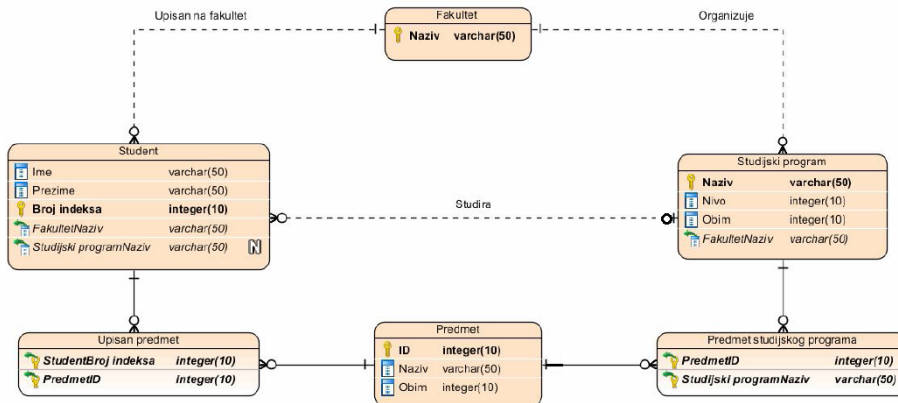 Upisan na fakultet
Fakultet
Organizuje
Naziv varchar(50)
Student
Ime varchar(50)
Prezime varchar(50)
Broj indeksa integer(10)
FakultetNaziv varchar(50)
Studijski programNaziv varchar(50) N
Studira
Studijski program
Naziv varchar(50)
Nivo integer(10)
Obim integer(10)
FakultetNaziv varchar(50)
Upisan predmet
StudentBroj indeksa integer(10)
PredmetID integer(10)
Predmet
ID integer(10)
Naziv varchar(50)
Obim integer(10)
Predmet studijskog programa
PredmetID integer(10)
Studijski programNaziv varchar(50)